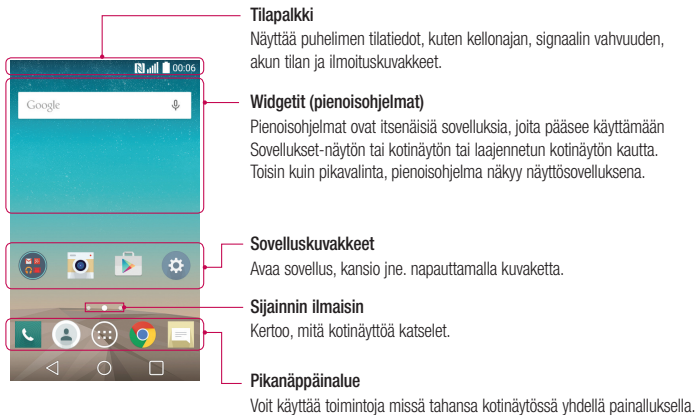 Tilapalkki
Näyttää puhelimen tilatiedot, kuten kellonajan, signaalin vahvuuden,
akun tilan ja ilmoituskuvakkeet.
00:06
Google
Widgetit (pienoisohjelmat)
Pienoisohjelmat ovat itsenäisiä sovelluksia, joita pääsee käyttämään
Sovellukset-näytön tai kotinäytön tai laajennetun kotinäytön kautta.
Toisin kuin pikavalinta, pienoisohjelma näkyy näyttösovelluksena.
Sovelluskuvakkeet
Avaa sovellus, kansio jne. napauttamalla kuvaketta.
Sijainnin ilmaisin
Kertoo, mitä kotinäyttöä katselet.
Pikanäppäinalue
Voit käyttää toimintoja missä tahansa kotinäytössä yhdellä painalluksella.